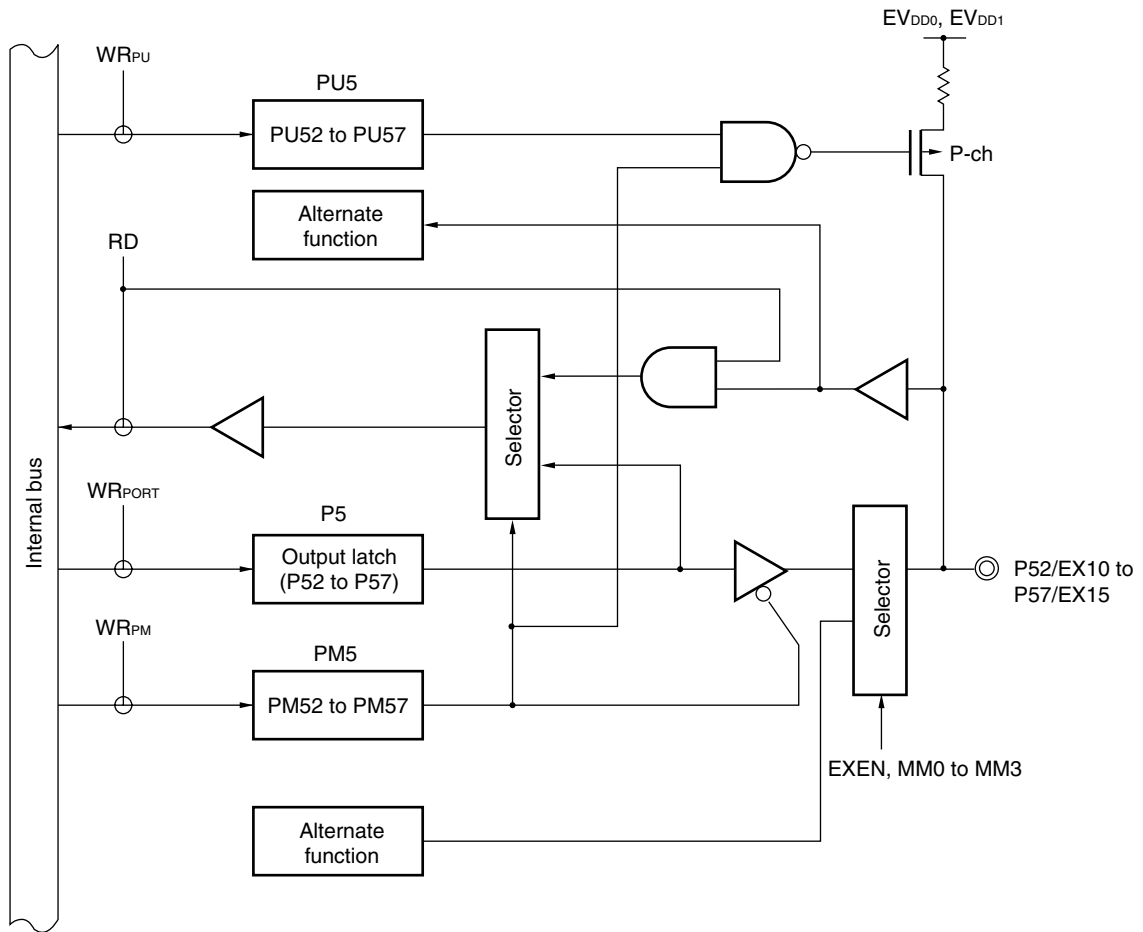 EVDD0, EVDD1
WRPU
PU5
PU52 to PU57
P-ch
Alternate
function
RD
Selector
Internal bus
WRPORT
P5
Output latch
(P52 to P57)
Selector
P52/EX10 to
P57/EX15
WRPM
PM5
PM52 to PM57
EXEN, MM0 to MM3
Alternate
function